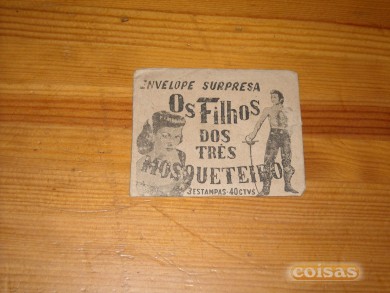 ENVELOPE SURPRESA
Os Filhos
DOS
TRÊS
MOSQUETEIROS
3 ESTAMPAS-40 CTVS
coisas